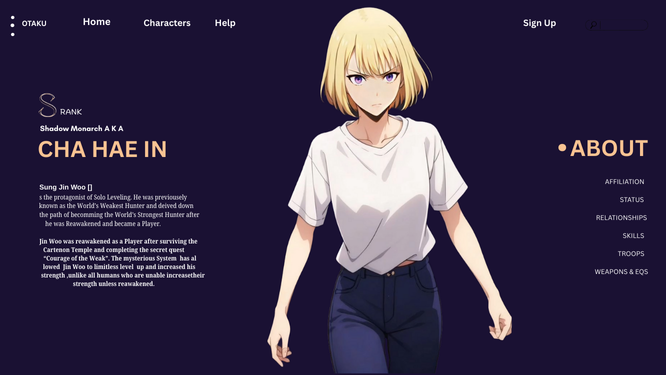 OTAKU
Home
Characters
Help
Sign Up
S RANK
Shadow Monarch A K A
CHA HAE IN
Sung Jin Woo []
s the protagonist of Solo Leveling. He was previously
known as the World's Weakest Hunter and deived down
the path of becomming the World's Strongest Hunter after
he was Reawakened and became a Player.
Jin Woo was reawakened as a Player after surviving the
Cartenon Temple and completing the secret quest
"Courage of the Weak". The mysterious System has al
lowed Jin Woo to limitless level up and increased his
strength ,unlike all humans who are unable increasetheir
strength unless reawakened.
•ABOUT
AFFILIATION
STATUS
RELATIONSHIPS
SKILLS
TROOPS
WEAPONS & EQS